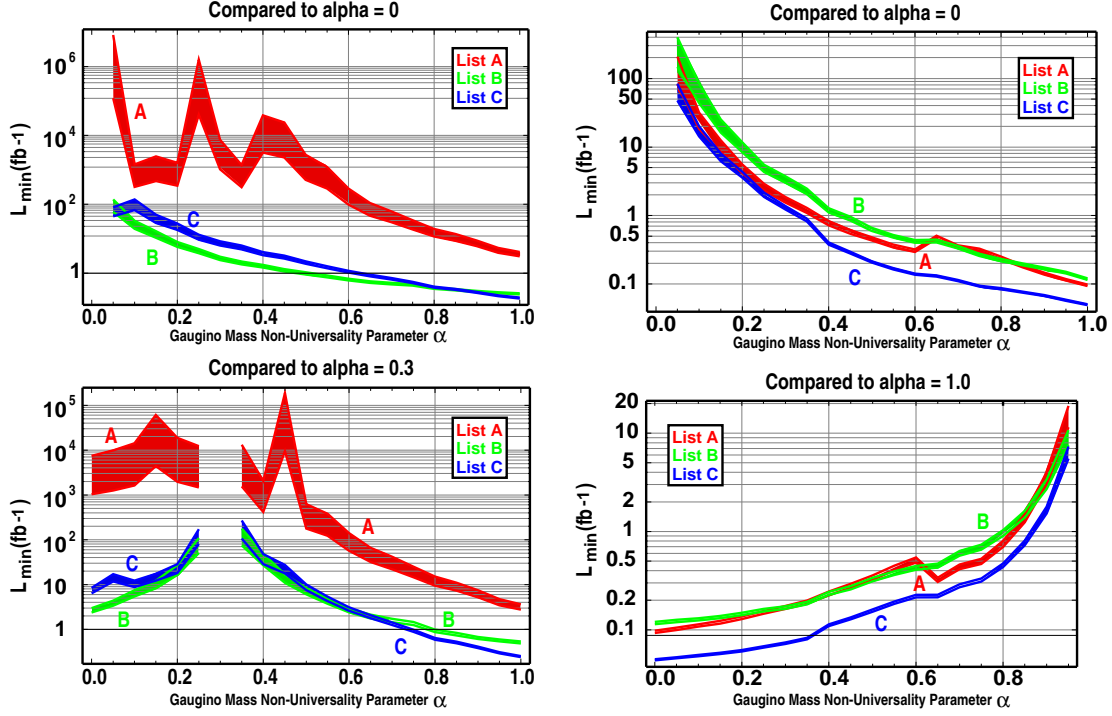 Compared to alpha = 0
L min (fb -1)
10^6
10^4
10^2
1
List A
List B
List C
A
C
B
0.0 0.2 0.4 0.6 0.8 1.0
Gaugino Mass Non-Universality Parameter α
Compared to alpha = 0
L min (fb -1)
100
50
10
5
1
0.5
0.1
List A
List B
List C
B
A
C
0.0 0.2 0.4 0.6 0.8 1.0
Gaugino Mass Non-Universality Parameter α
Compared to alpha = 0.3
L min (fb -1)
10^5
10^4
10^3
10^2
10
1
List A
List B
List C
A
A
C
B
B
C
0.0 0.2 0.4 0.6 0.8 1.0
Gaugino Mass Non-Universality Parameter α
Compared to alpha = 1.0
L min (fb -1)
20
10
5
2
1
0.5
0.2
0.1
List A
List B
List C
B
A
C
0.0 0.2 0.4 0.6 0.8
Gaugino Mass Non-Universality Parameter α